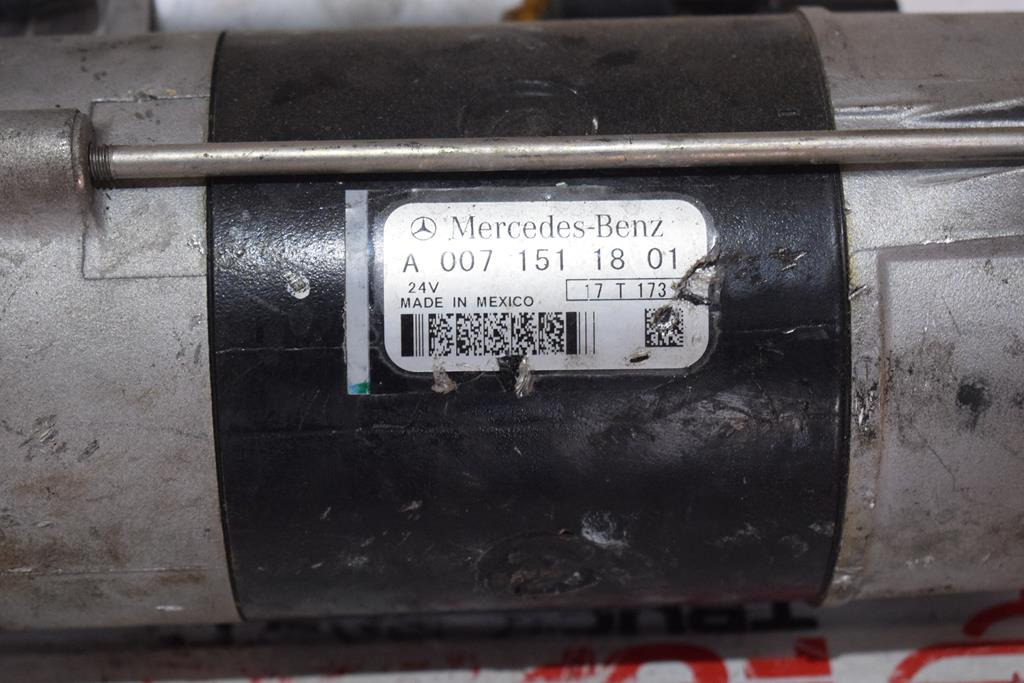 Mercedes-Benz
A 007 151 18 01
24V
17 T 173
MADE IN MEXICO